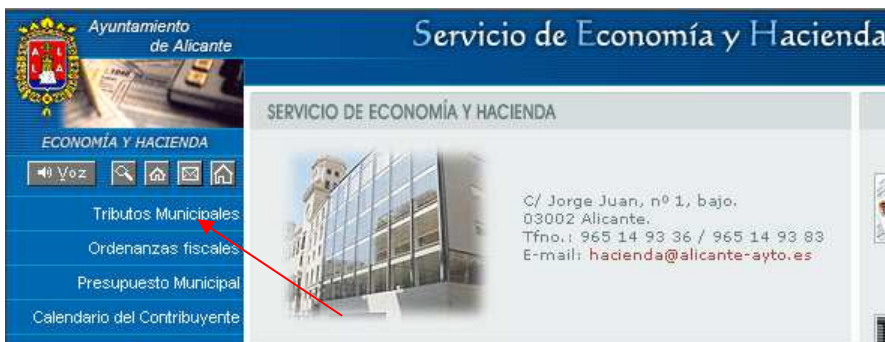 Ayuntamiento
de Alicante
ECONOMÍA Y HACIENDA
Voz
Tributos Municipales
Ordenanzas fiscales
Presupuesto Municipal
Calendario del Contribuyente
Servicio de Economía y Hacienda
SERVICIO DE ECONOMÍA Y HACIENDA
C/ Jorge Juan, nº 1, bajo.
03002 Alicante.
Tfno.: 965 14 93 36 / 965 14 93 83
E-mail: hacienda@alicante-ayto.es